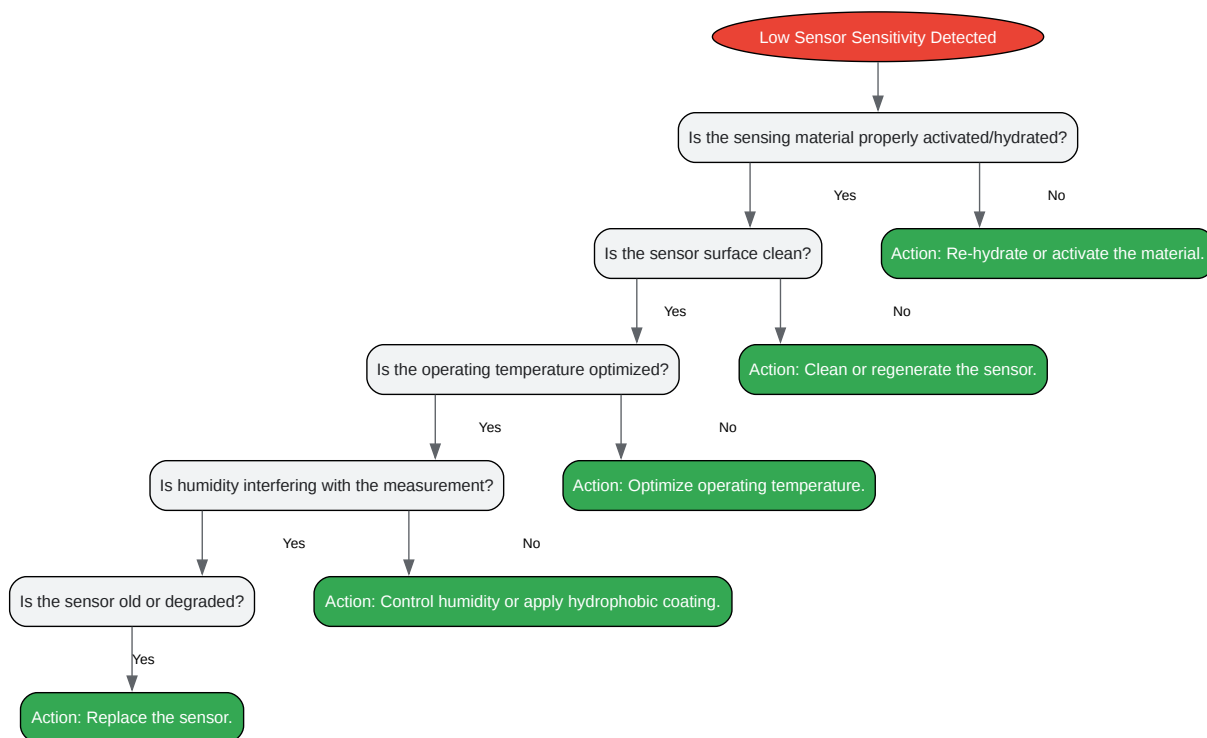 Low Sensor Sensitivity Detected
Is the sensing material properly activated/hydrated?
Yes
No
Is the sensor surface clean?
Action: Re-hydrate or activate the material.
Yes
No
Is the operating temperature optimized?
Action: Clean or regenerate the sensor.
Yes
No
Is humidity interfering with the measurement?
Action: Optimize operating temperature.
Yes
No
Is the sensor old or degraded?
Action: Control humidity or apply hydrophobic coating.
Yes
Action: Replace the sensor.